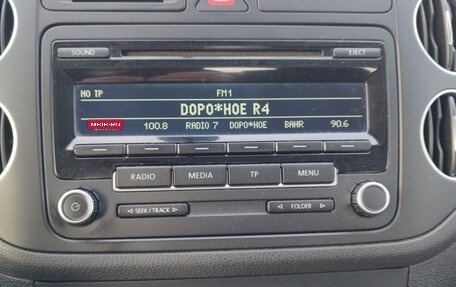 SOUND
EJECT
NO TP FM1
DOPO*HOE R4
100.8 RADIO 7 DOPO*HOE BAHR 90.6
RADIO MEDIA TP MENU
SEEK/TRACK
FOLDER